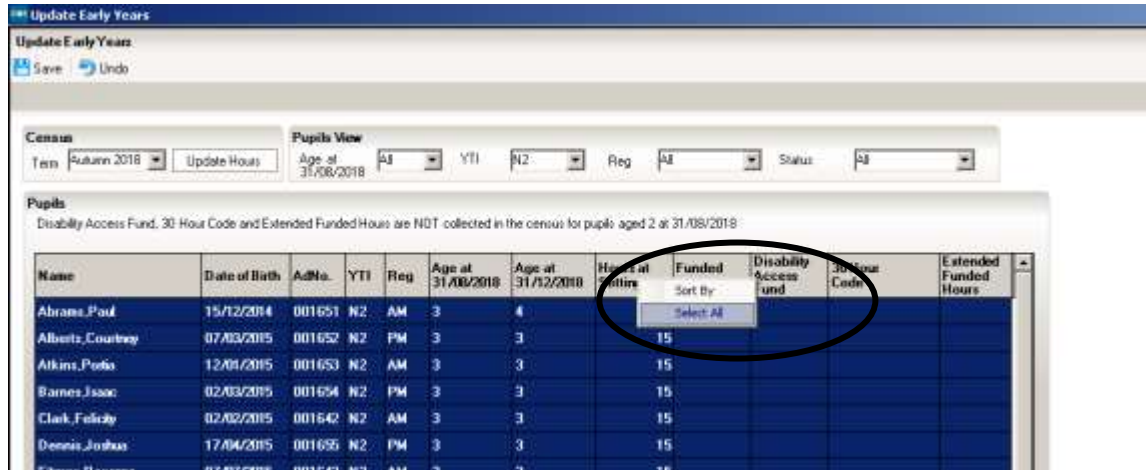 Update Early Years
Update Early Years
Save Undo
Census Pupils View
Term Autumn 2018 Update Hours Age at 31/08/2018 All YTI N2 Reg All Status All
Pupils
Disability Access Fund, 30 Hour Code and Extended Funded Hours are NOT collected in the census for pupils aged 2 at 31/08/2018
Name Date of Birth AdNo. YTI Reg Age at 31/08/2018 Age at 31/12/2018 Hours at Funded Disability Access Fund 30 Hour Code Extended Funded Hours
Sort By
Select All
Abrams,Paul 15/12/2014 001651 N2 AM 3 4
Alberts,Courtney 07/03/2015 001652 N2 PM 3 3 15
Atkins,Portia 12/01/2015 001653 N2 AM 3 3 15
Barnes,Isaac 02/03/2015 001654 N2 PM 3 3 15
Clark,Felicity 02/02/2015 001642 N2 AM 3 3 15
Dennis,Joshua 17/04/2015 001655 N2 PM 3 3 15